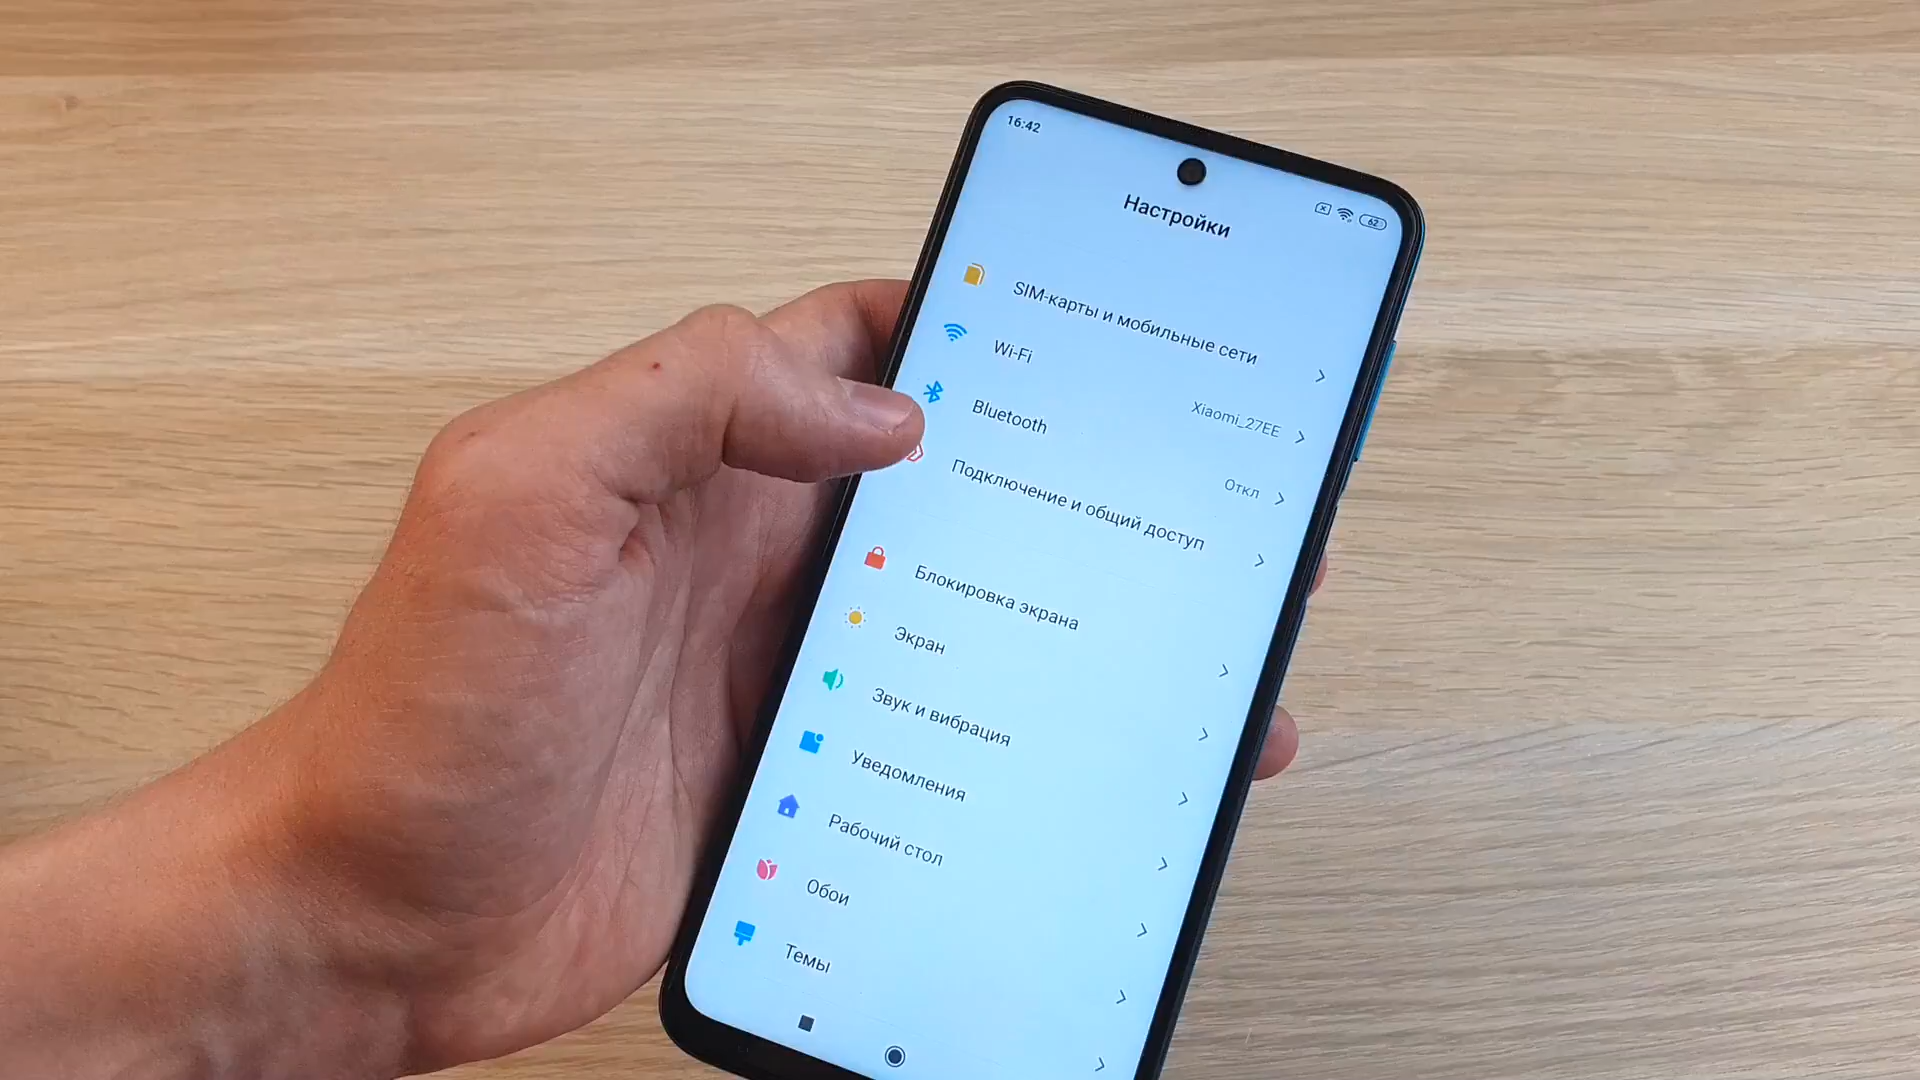 16:42
62
Настройки
SIM-карты и мобильные сети
Wi-Fi
Xiaomi_27EE
Bluetooth
Откл
Подключение и общий доступ
Блокировка экрана
Экран
Звук и вибрация
Уведомления
Рабочий стол
Обои
Темы